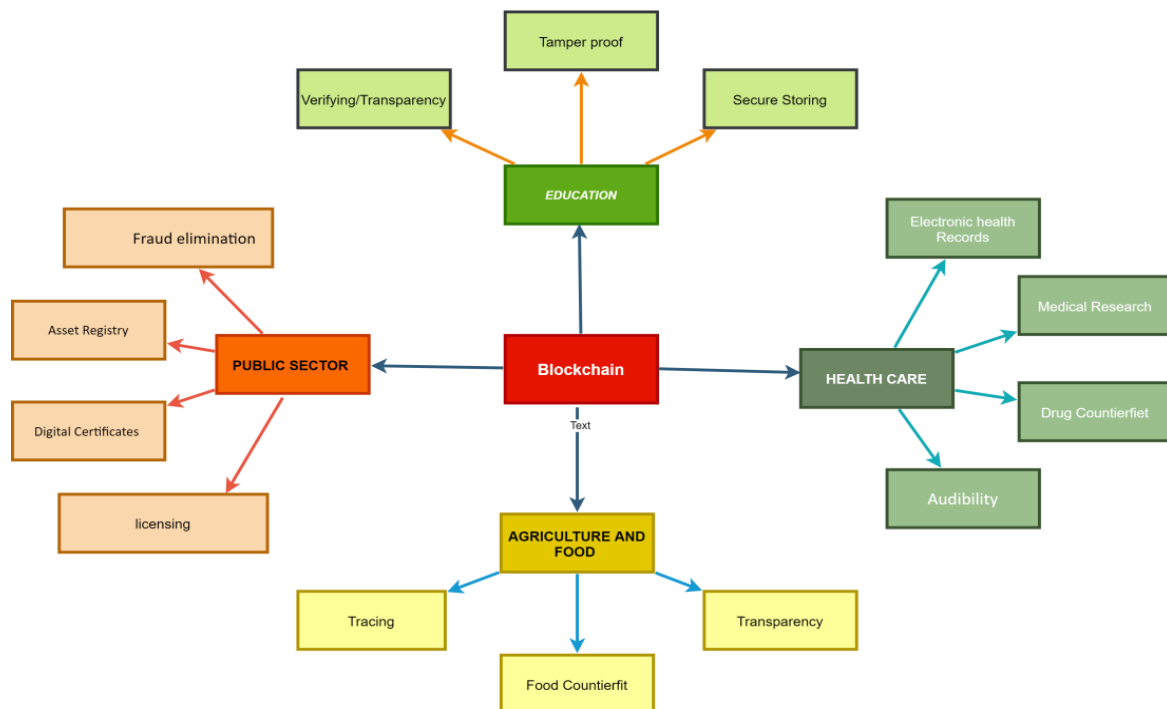 Tamper proof
Verifying/Transparency
Secure Storing
EDUCATION
Fraud elimination
Electronic health
Records
Asset Registry
Medical Research
PUBLIC SECTOR
Blockchain
HEALTH CARE
Digital Certificates
Drug Countierfiet
Text
licensing
Audibility
AGRICULTURE AND
FOOD
Tracing
Transparency
Food Countierfit